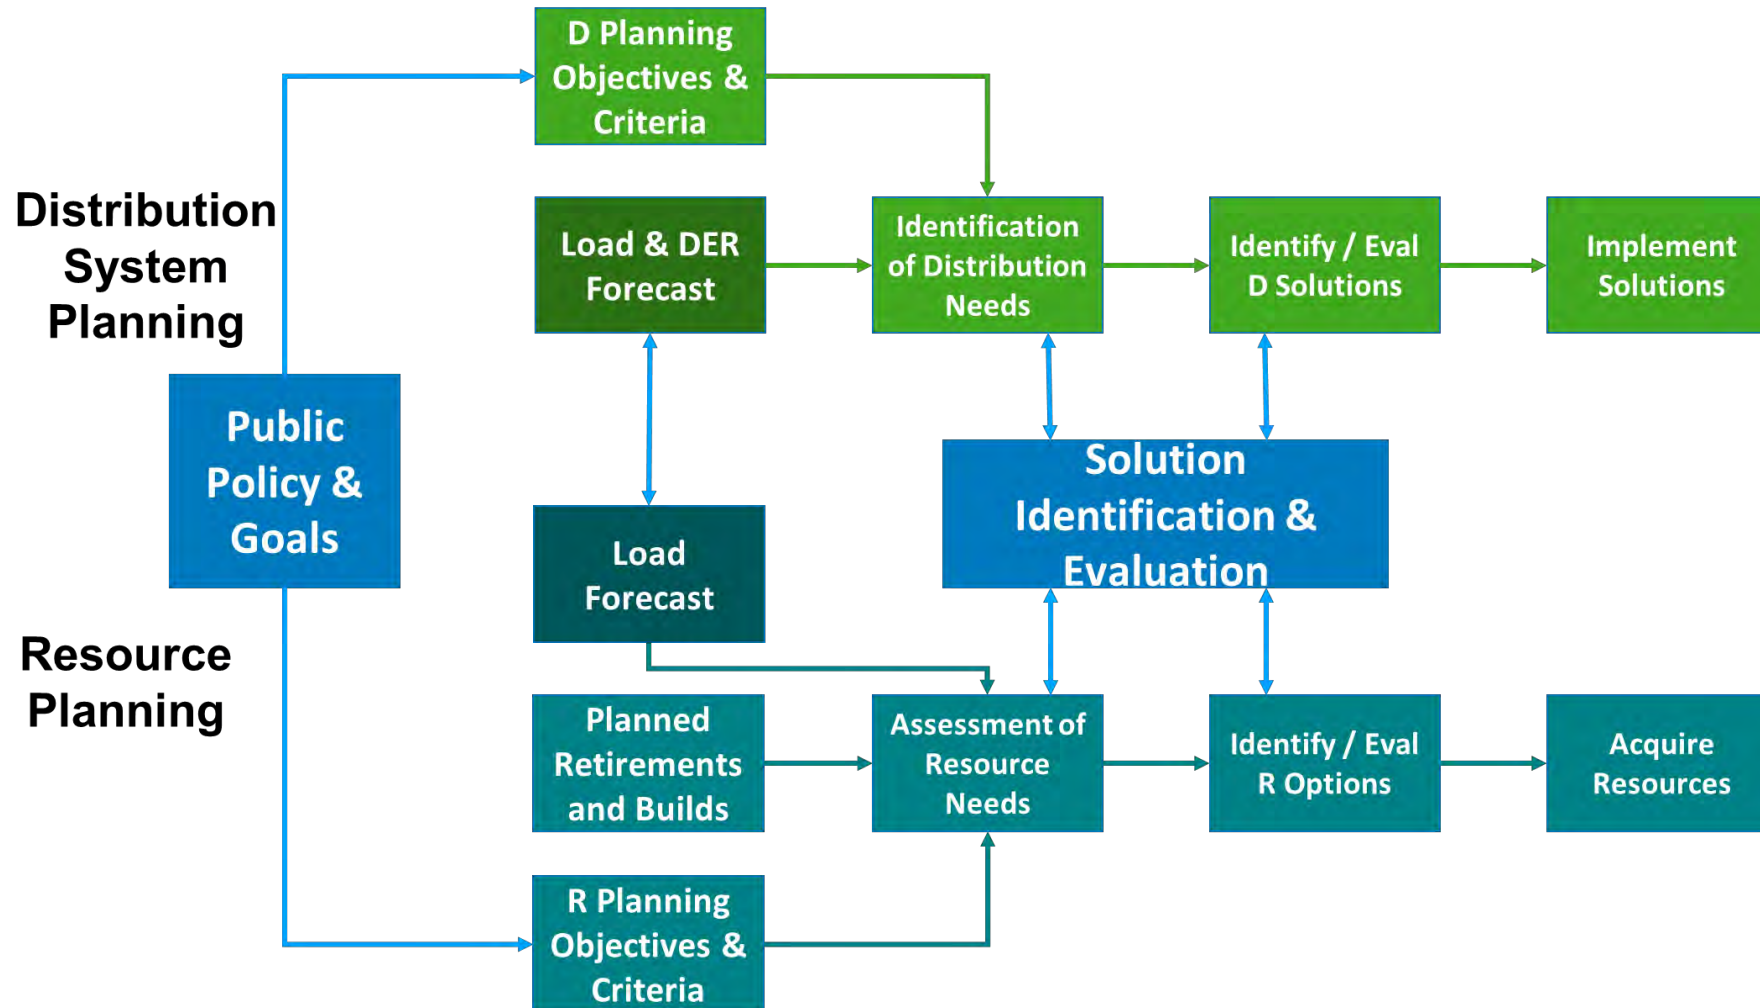 D Planning
Objectives &
Criteria
Distribution
System
Planning
Load & DER
Forecast
Identification
of Distribution
Needs
Identify / Eval
D Solutions
Implement
Solutions
Public
Policy &
Goals
Solution
Identification &
Evaluation
Load
Forecast
Resource
Planning
Planned
Retirements
and Builds
Assessment of
Resource
Needs
Identify / Eval
R Options
Acquire
Resources
R Planning
Objectives &
Criteria